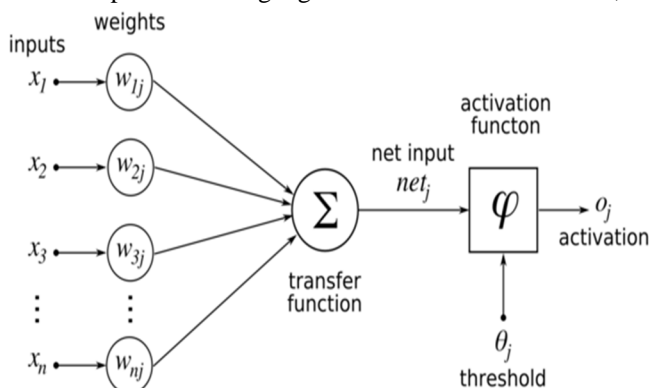 weights
inputs
x1
w1j
activation
functon
x2
w2j
net input
netj
Σ
φ
oj
activation
x3
w3j
transfer
function
θj
threshold
xn
wnj